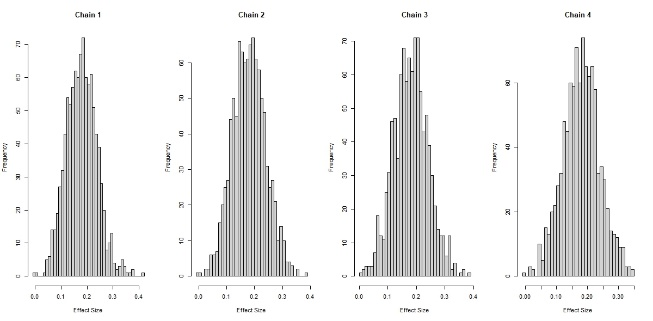 Chain 1
Chain 2
Chain 3
Chain 4
Frequency
0 10 20 30 40 50 60 70
0.0 0.1 0.2 0.3 0.4
Effect Size
Frequency
0 10 20 30 40 50 60
0.0 0.1 0.2 0.3 0.4
Effect Size
Frequency
0 10 20 30 40 50 60 70
0.0 0.1 0.2 0.3 0.4
Effect Size
Frequency
0 20 40 60
0.00 0.10 0.20 0.30
Effect Size